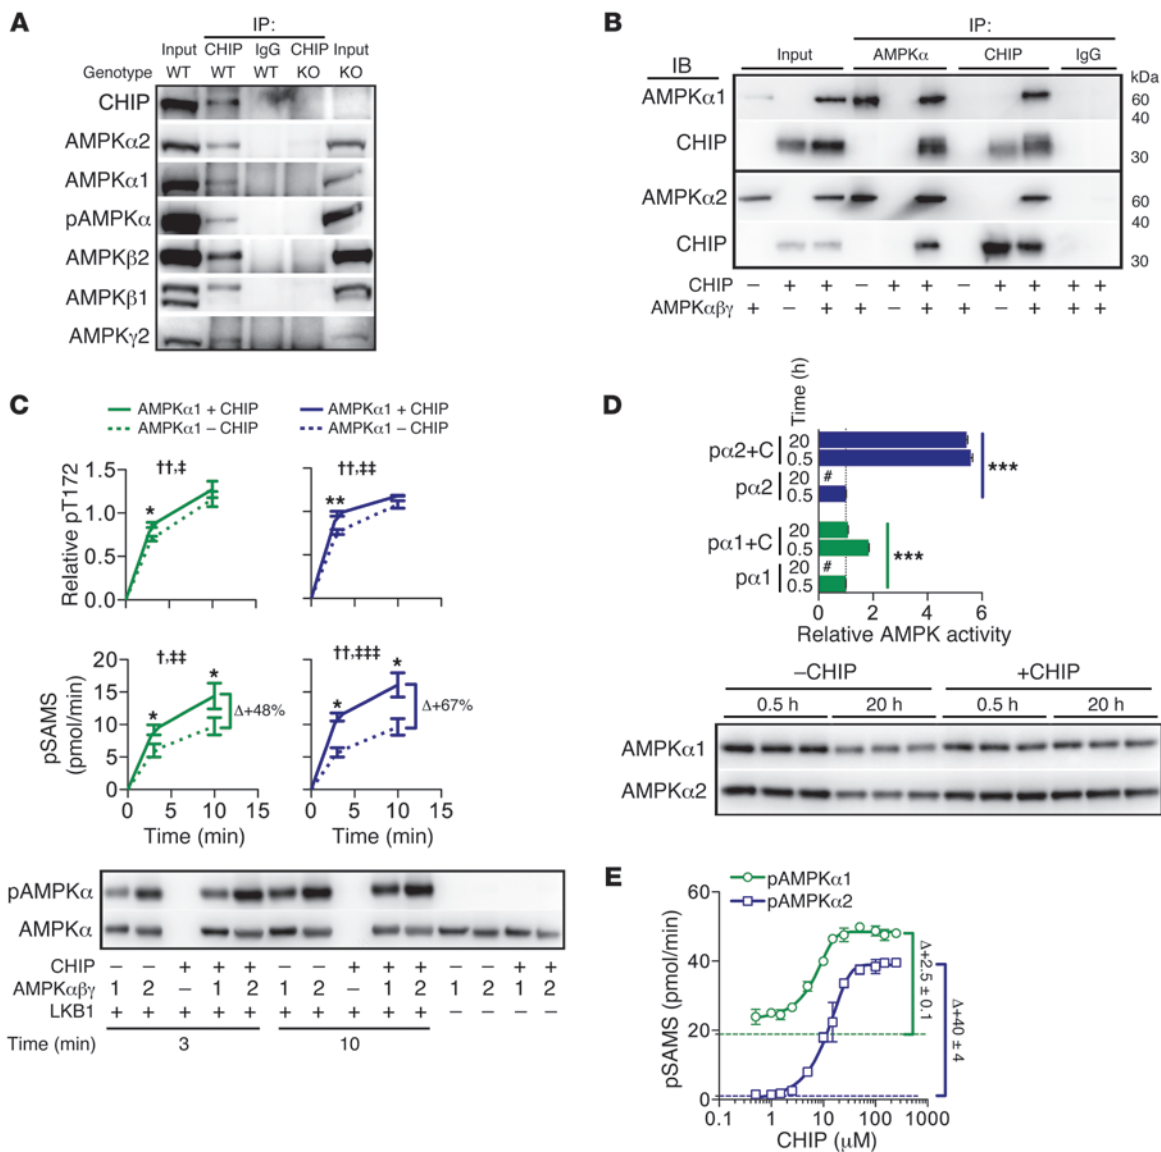 A
IP:
Input CHIP IgG CHIP Input
Genotype WT WT WT KO KO
CHIP
AMPKα2
AMPKα1
pAMPKα
AMPKβ2
AMPKβ1
AMPKγ2
B
IP:
Input AMPKα CHIP IgG
IB
kDa
AMPKα1
60
40
CHIP
30
AMPKα2
60
40
CHIP
30
CHIP − + + − + + − + + + +
AMPKαβγ + − + + − + + − + + +
C
AMPKα1 + CHIP AMPKα1 + CHIP
AMPKα1 − CHIP AMPKα1 − CHIP
Relative pT172
1.5
1.0
0.5
0.0
††,‡ ††,‡‡
* **
pSAMS
(pmol/min)
20
15
10
5
0
†,‡‡ ††,‡‡‡
* * * *
Δ+48% Δ+67%
0 5 10 15 0 5 10 15
Time (min) Time (min)
pAMPKα
AMPKα
CHIP − − + + + − − + + + − − + +
AMPKαβγ 1 2 − 1 2 1 2 − 1 2 1 2 1 2
LKB1 + + + + + + + + + + − − − −
Time (min) 3 10
D
Time (h)
pα2+C 20
0.5
pα2 20 #
0.5
***
pα1+C 20
0.5
pα1 20 #
0.5
***
0 2 4 6
Relative AMPK activity
−CHIP +CHIP
0.5 h 20 h 0.5 h 20 h
AMPKα1
AMPKα2
E
pAMPKα1
pAMPKα2
pSAMS (pmol/min)
60
40
20
0
Δ+2.5 ± 0.1
Δ+40 ± 4
0.1 1 10 100 1000
CHIP (μM)